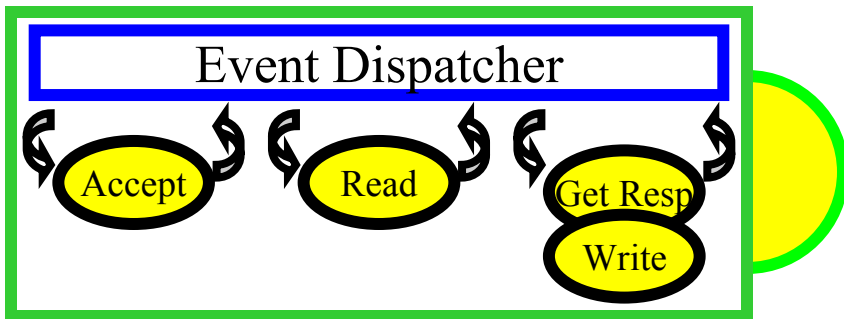 Event Dispatcher
Accept
Read
Get Resp
Write